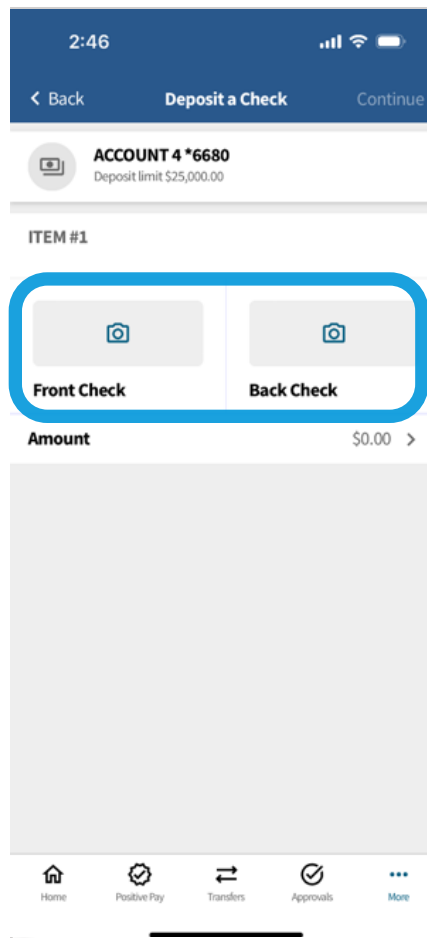 2:46
Back Deposit a Check Continue
ACCOUNT 4 *6680
Deposit limit $25,000.00
ITEM #1
Front Check Back Check
Amount $0.00
Home Positive Pay Transfers Approvals More